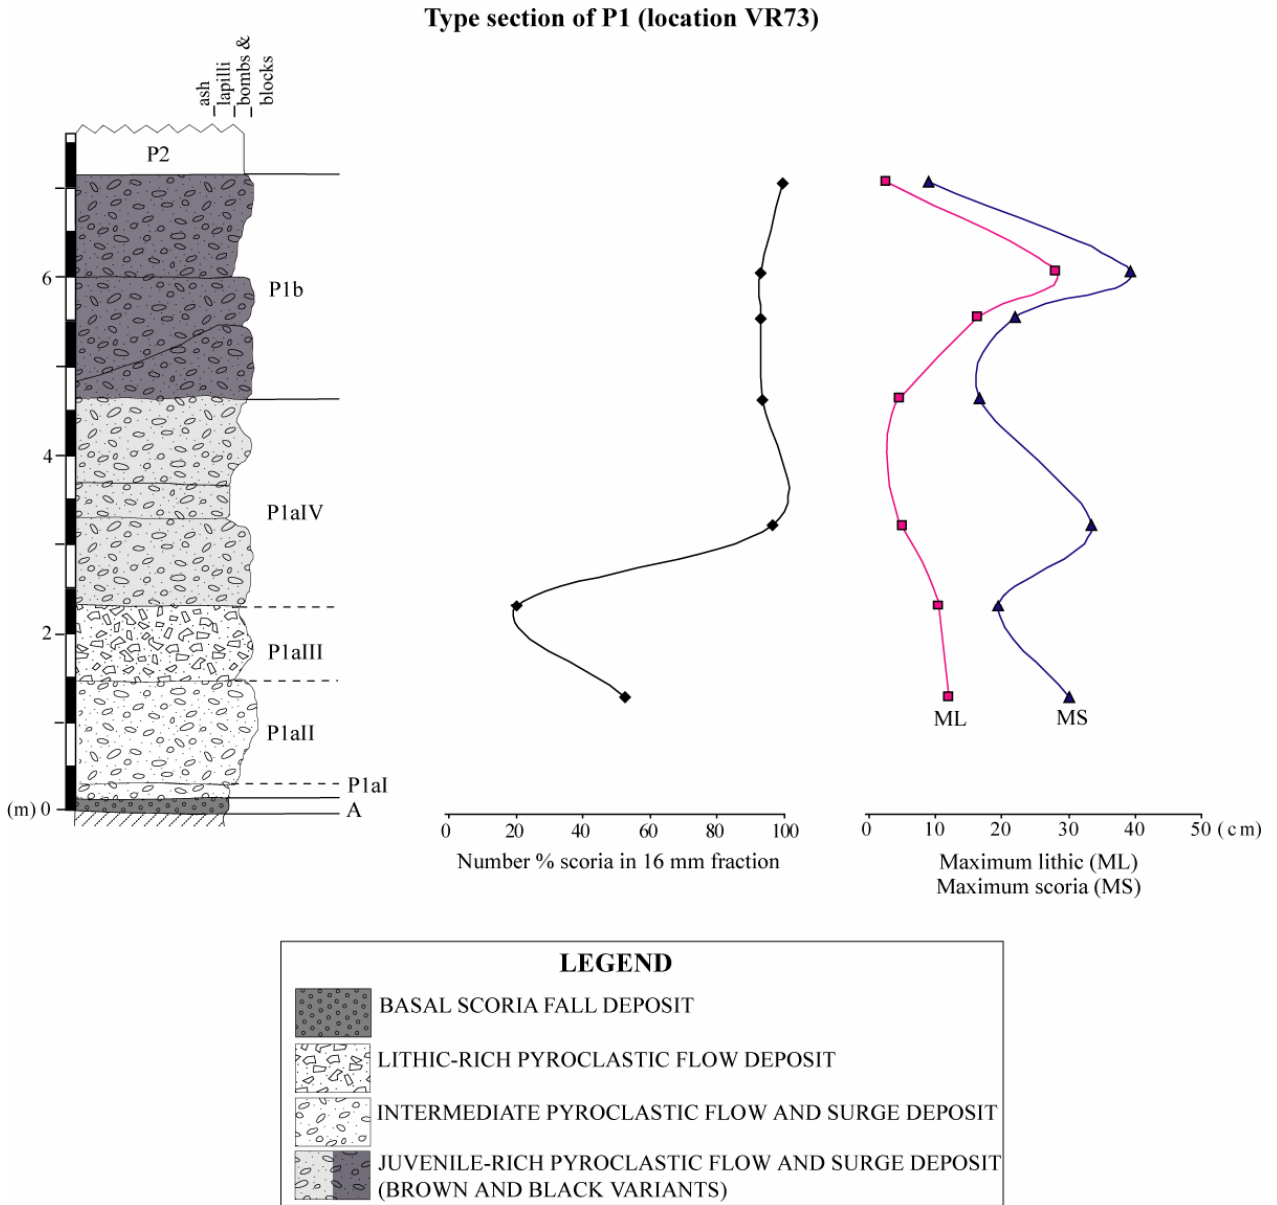 Type section of P1 (location VR73)
ash
lapilli
bombs &
blocks
P2
P1b
6
4
P1aIV
2
P1aIII
P1aII
P1aI
(m) 0
A
ML
MS
0 20 40 60 80 100
Number % scoria in 16 mm fraction
0 10 20 30 40 50 (cm)
Maximum lithic (ML)
Maximum scoria (MS)
LEGEND
BASAL SCORIA FALL DEPOSIT
LITHIC-RICH PYROCLASTIC FLOW DEPOSIT
INTERMEDIATE PYROCLASTIC FLOW AND SURGE DEPOSIT
JUVENILE-RICH PYROCLASTIC FLOW AND SURGE DEPOSIT
(BROWN AND BLACK VARIANTS)